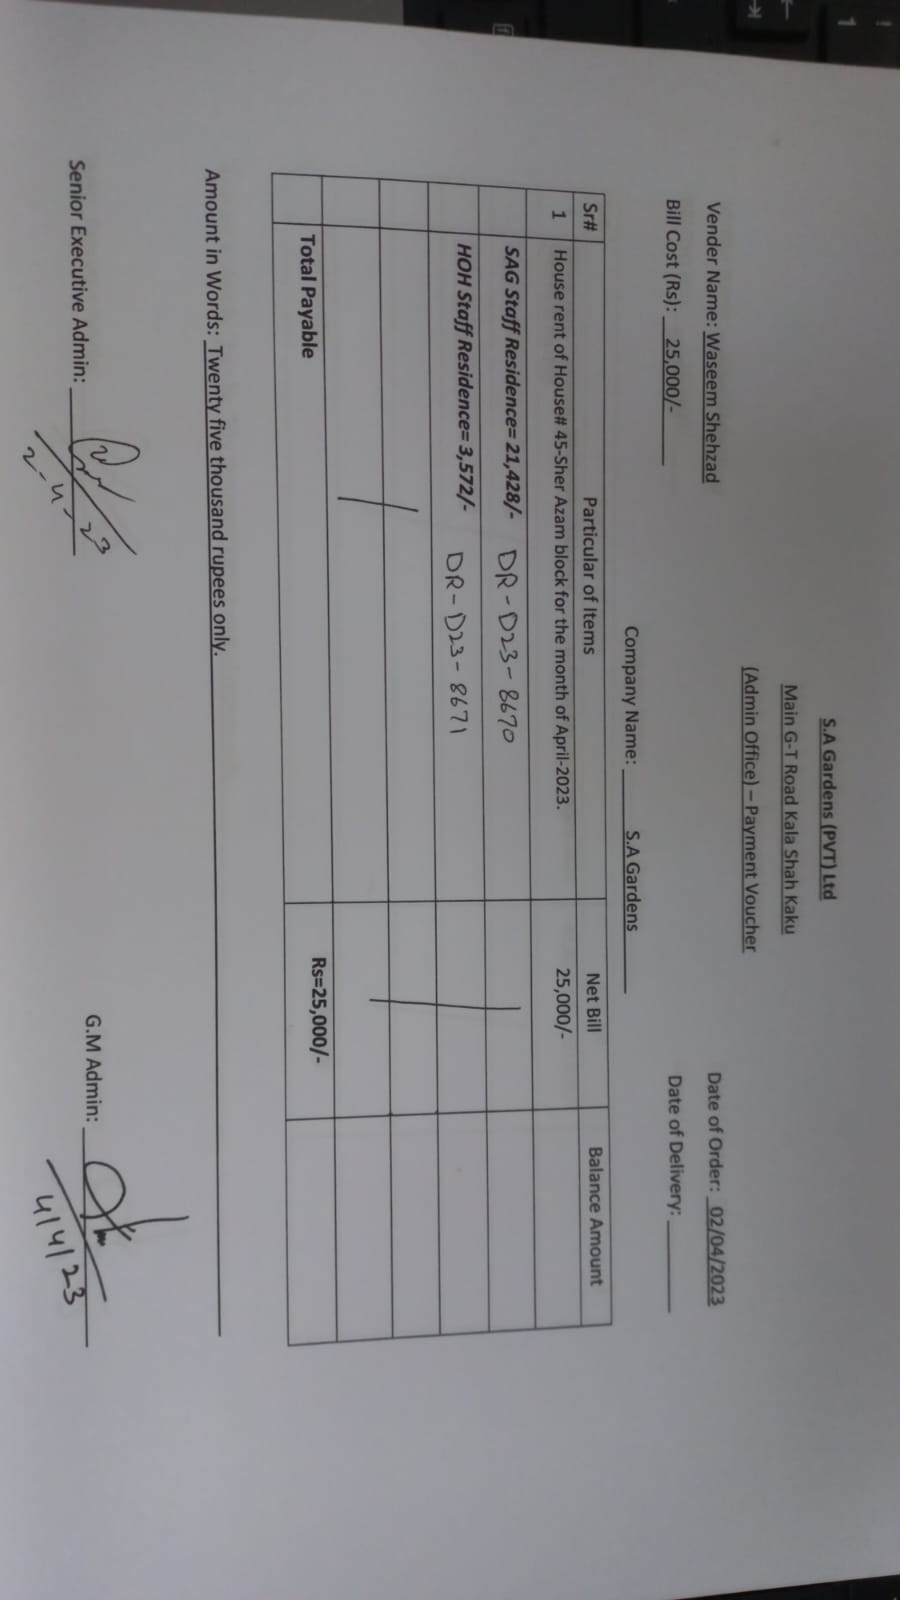 S.A Gardens (PVT) Ltd
Main G-T Road Kala Shah Kaku
(Admin Office) – Payment Voucher
Vender Name: Waseem Shehzad Date of Order: 02/04/2023
Bill Cost (Rs): 25,000/- Date of Delivery:
Company Name: S.A Gardens
Sr# Particular of Items Net Bill Balance Amount
1 House rent of House# 45-Sher Azam block for the month of April-2023. 25,000/-
SAG Staff Residence= 21,428/- DR-D23-8670
HOH Staff Residence= 3,572/- DR-D23-8671
Total Payable Rs=25,000/-
Amount in Words: Twenty five thousand rupees only.
Senior Executive Admin: G.M Admin:
2-4-23 4/4/23